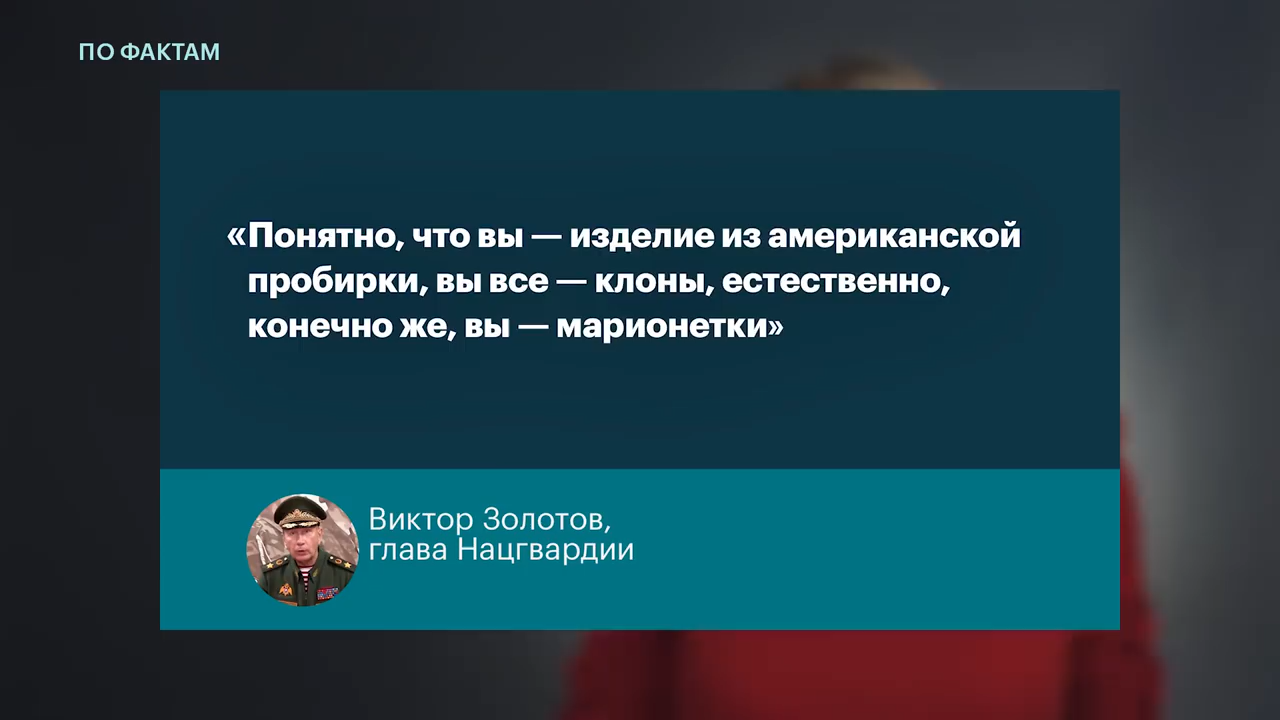 ПО ФАКТАМ
«Понятно, что вы — изделие из американской
пробирки, вы все — клоны, естественно,
конечно же, вы — марионетки»
Виктор Золотов,
глава Нацгвардии